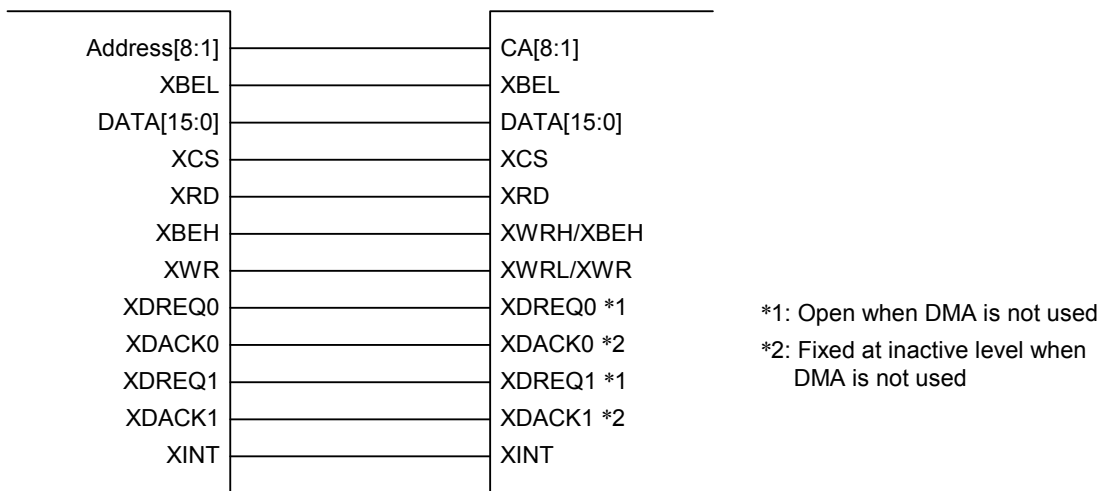 Address[8:1] CA[8:1]
XBEL XBEL
DATA[15:0] DATA[15:0]
XCS XCS
XRD XRD
XBEH XWRH/XBEH
XWR XWRL/XWR
XDREQ0 XDREQ0 *1
XDACK0 XDACK0 *2
XDREQ1 XDREQ1 *1
XDACK1 XDACK1 *2
XINT XINT
*1: Open when DMA is not used
*2: Fixed at inactive level when
DMA is not used